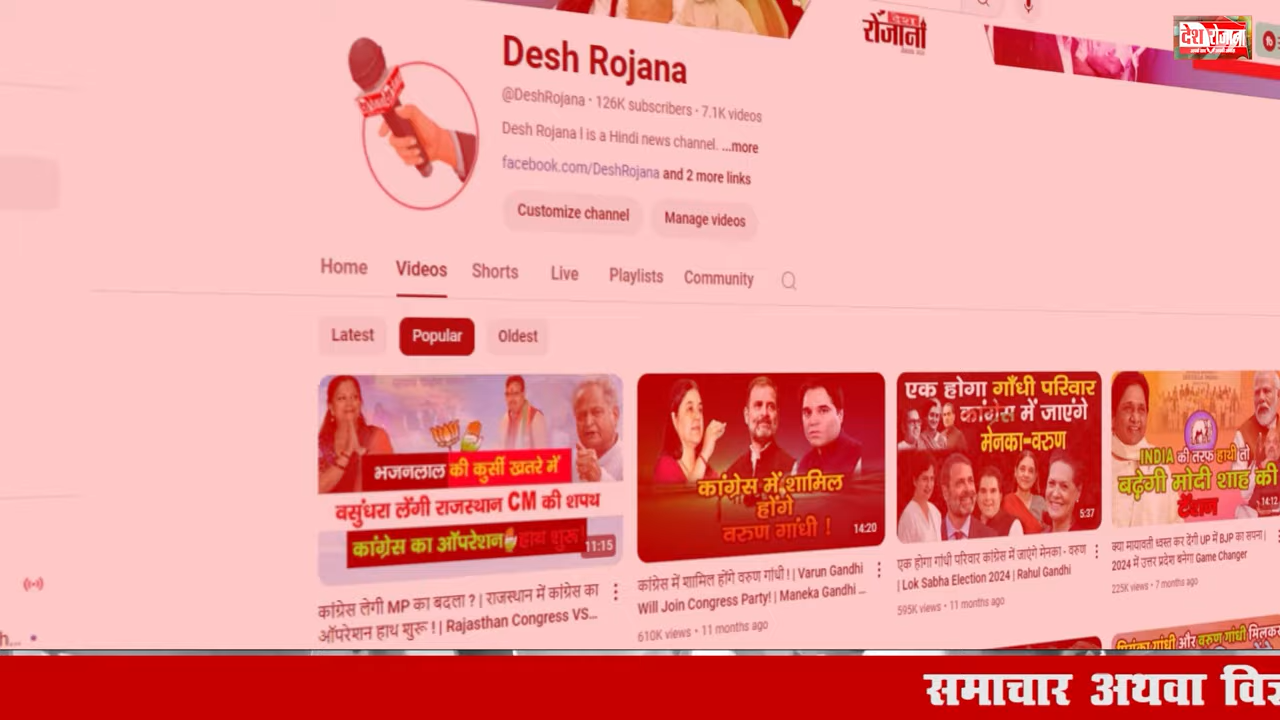 देश
रोजाना
देश रोजाना
Desh Rojana
@DeshRojana · 126K subscribers · 7.1K videos
Desh Rojana l is a Hindi news channel. ...more
facebook.com/DeshRojana and 2 more links
Customize channel
Manage videos
Home
Videos
Shorts
Live
Playlists
Community
Latest
Popular
Oldest
भजनलाल की कुर्सी खतरे में
वसुंधरा लेंगी राजस्थान CM की शपथ
कांग्रेस का ऑपरेशन हाथ शुरू
11:15
कांग्रेस लेगी MP का बदला ? | राजस्थान में कांग्रेस का
ऑपरेशन हाथ शुरू ! | Rajasthan Congress VS...
कांग्रेस में शामिल
होंगे
वरुण गांधी !
14:20
कांग्रेस में शामिल होंगे वरुण गांधी ! | Varun Gandhi
Will Join Congress Party! | Maneka Gandhi ...
610K views · 11 months ago
एक होगा गाँधी परिवार
कांग्रेस में जाएंगे
मेनका-वरुण
5:37
एक होगा गांधी परिवार कांग्रेस में जाएंगे मेनका - वरुण
| Lok Sabha Election 2024 | Rahul Gandhi
595K views · 11 months ago
INDIA की तरफ हाथी तो
बढ़ेगी मोदी शाह की
टेंशन
14:12
क्या मायावती ध्वस्त कर देंगी UP में BJP का सपना |
2024 में उत्तर प्रदेश बनेगा Game Changer
225K views · 7 months ago
प्रियंका गांधी और वरुण गांधी मिलकर
h...
समाचार अथवा